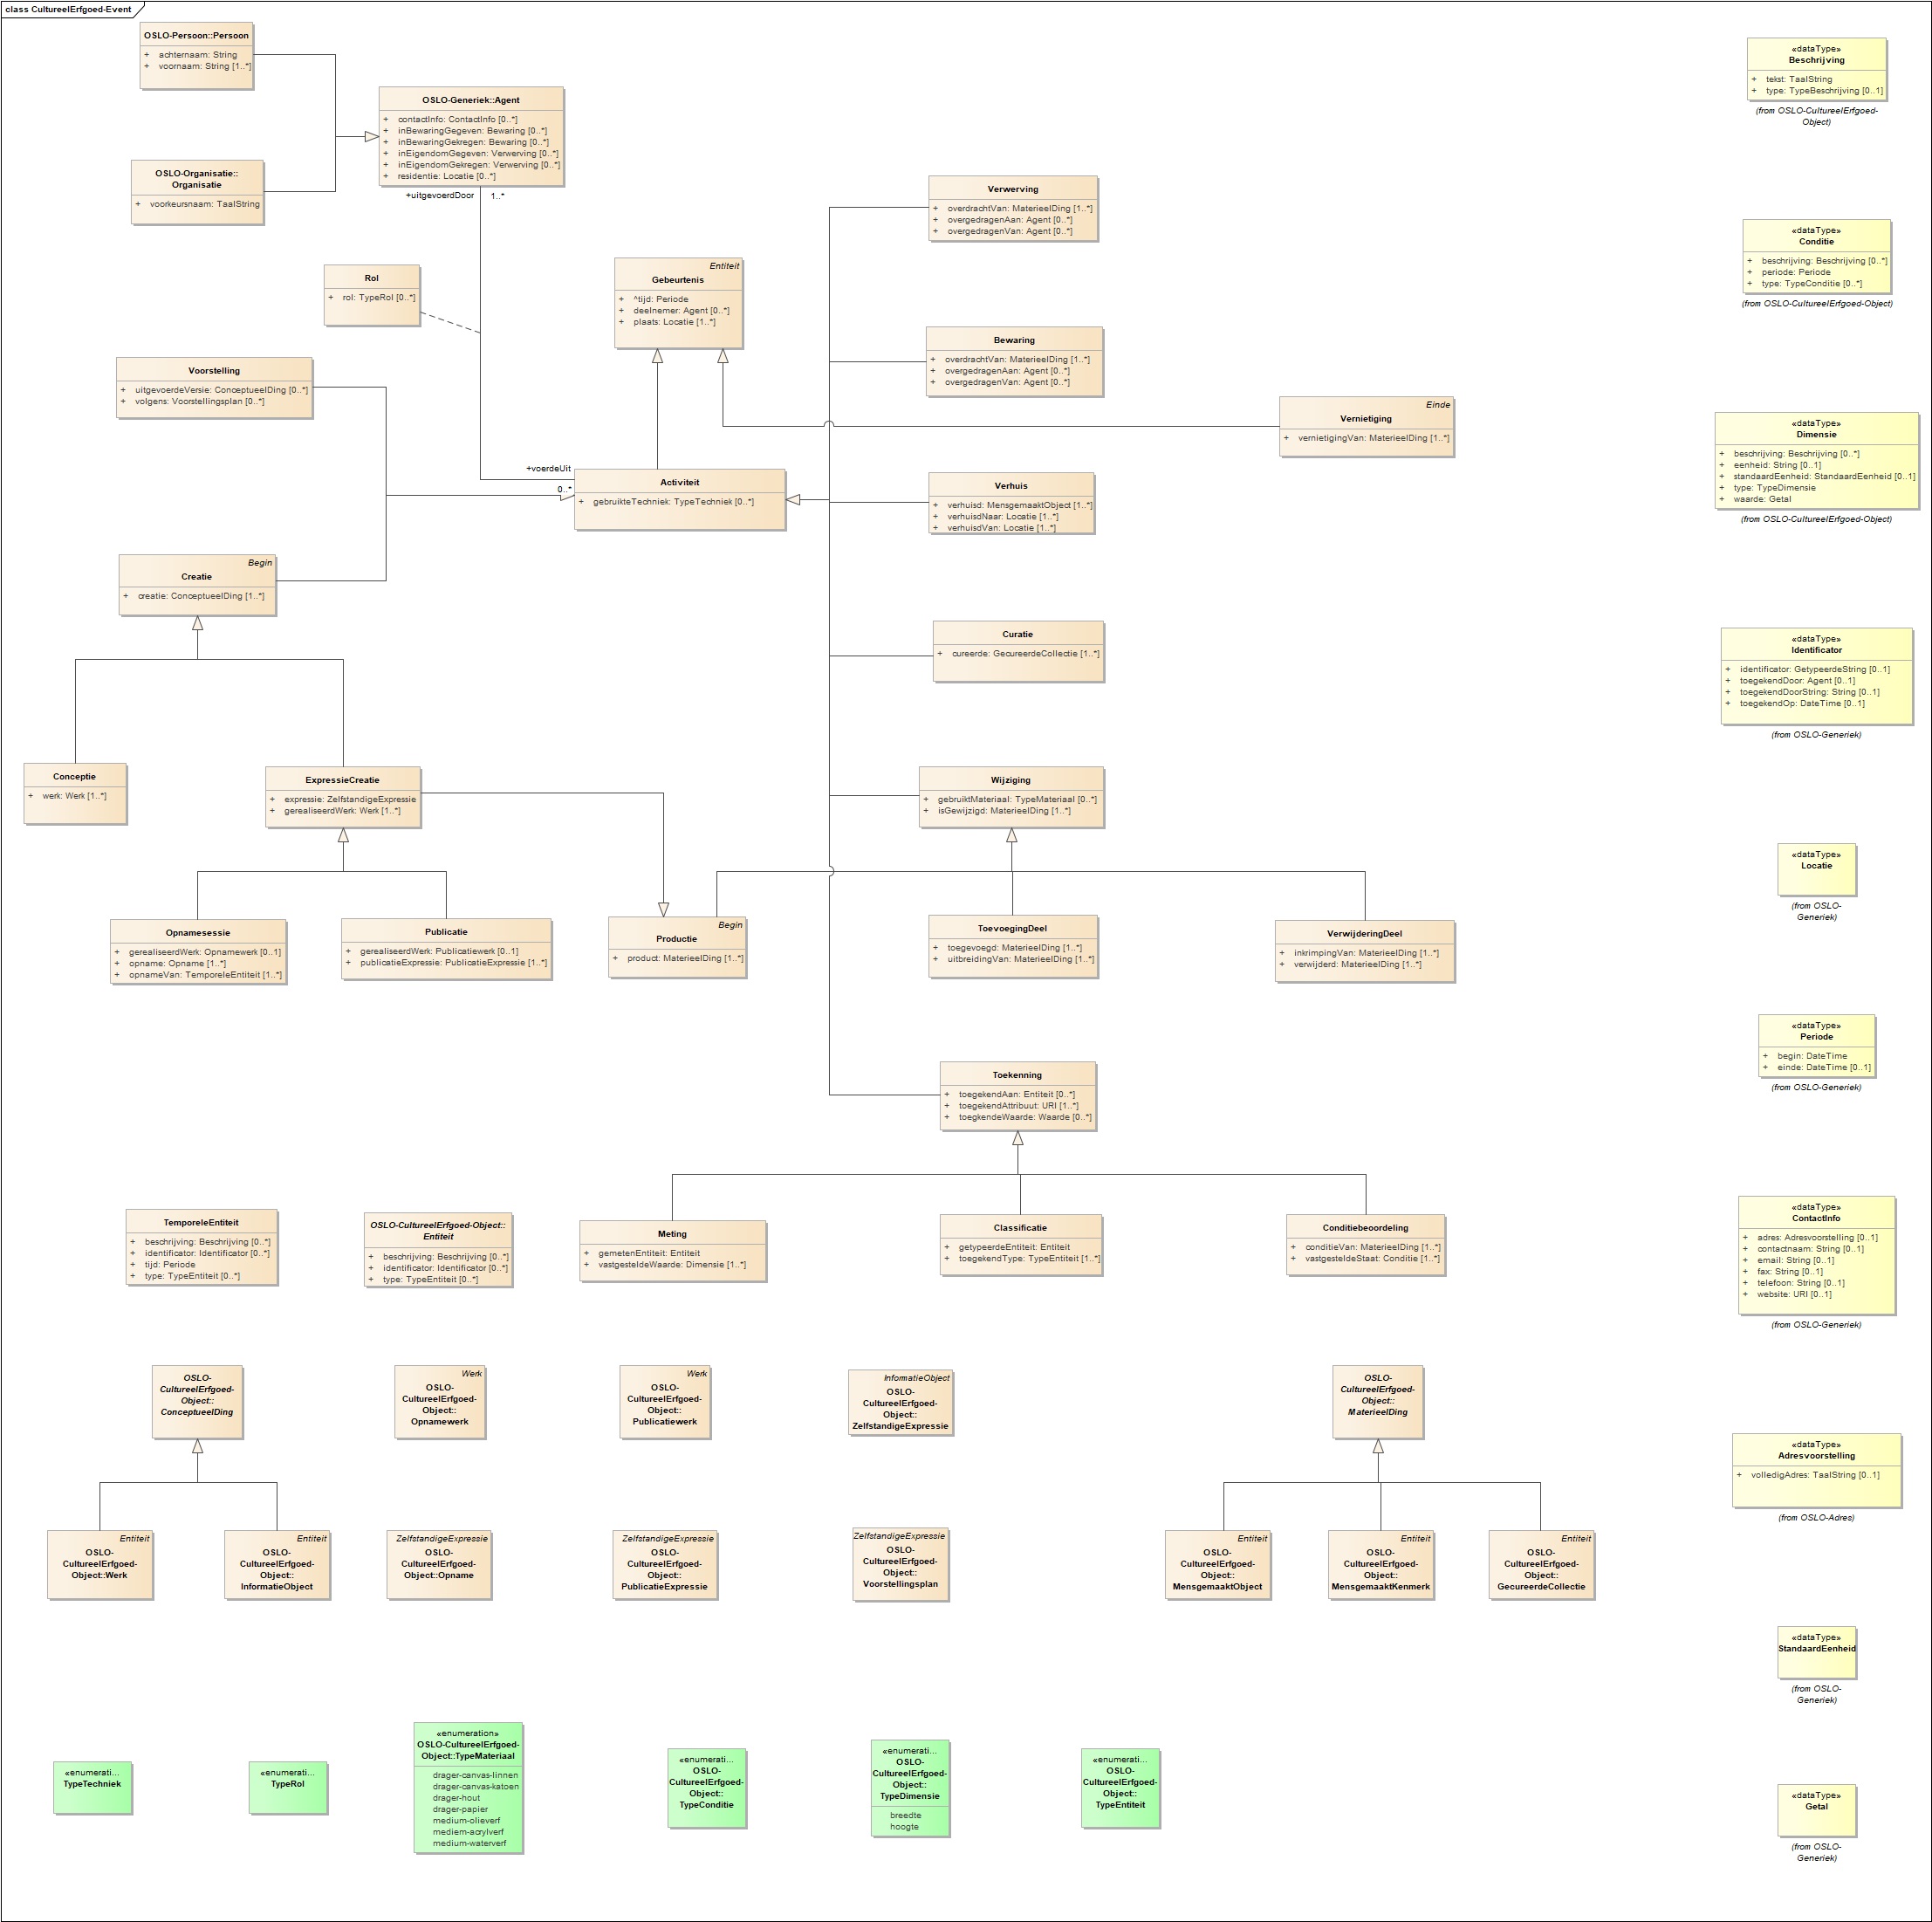 class CultureelErfgoed-Event
OSLO-Persoon::Persoon
+ achternaam: String
+ voornaam: String [1..*]
OSLO-Generiek::Agent
+ contactInfo: ContactInfo [0..*]
+ inBewaringGegeven: Bewaring [0..*]
+ inBewaringGekregen: Bewaring [0..*]
+ inEigendomGegeven: Verwerving [0..*]
+ inEigendomGekregen: Verwerving [0..*]
+ residentie: Locatie [0..*]
OSLO-Organisatie::
Organisatie
+ voorkeursnaam: TaalString
+uitgevoerdDoor 1..*
Rol
+ rol: TypeRol [0..*]
Entiteit
Gebeurtenis
+ ^tijd: Periode
+ deelnemer: Agent [0..*]
+ plaats: Locatie [1..*]
Verwerving
+ overdrachtVan: MaterieelDing [1..*]
+ overgedragenAan: Agent [0..*]
+ overgedragenVan: Agent [0..*]
Bewaring
+ overdrachtVan: MaterieelDing [1..*]
+ overgedragenAan: Agent [0..*]
+ overgedragenVan: Agent [0..*]
Voorstelling
+ uitgevoerdeVersie: ConceptueelDing [0..*]
+ volgens: Voorstellingsplan [0..*]
Einde
Vernietiging
+ vernietigingVan: MaterieelDing [1..*]
+voerdeUit
0..*
Activiteit
+ gebruikteTechniek: TypeTechniek [0..*]
Verhuis
+ verhuisd: MensgemaaktObject [1..*]
+ verhuisdNaar: Locatie [1..*]
+ verhuisdVan: Locatie [1..*]
Begin
Creatie
+ creatie: ConceptueelDing [1..*]
Curatie
+ cureerde: GecureerdeCollectie [1..*]
Conceptie
+ werk: Werk [1..*]
ExpressieCreatie
+ expressie: ZelfstandigeExpressie
+ gerealiseerdWerk: Werk [1..*]
Wijziging
+ gebruiktMateriaal: TypeMateriaal [0..*]
+ isGewijzigd: MaterieelDing [1..*]
Opnamesessie
+ gerealiseerdWerk: Opnamewerk [0..1]
+ opname: Opname [1..*]
+ opnameVan: TemporeleEntiteit [1..*]
Publicatie
+ gerealiseerdWerk: Publicatiewerk [0..1]
+ publicatieExpressie: PublicatieExpressie [1..*]
Begin
Productie
+ product: MaterieelDing [1..*]
ToevoegingDeel
+ toegevoegd: MaterieelDing [1..*]
+ uitbreidingVan: MaterieelDing [1..*]
VerwijderingDeel
+ inkrimpingVan: MaterieelDing [1..*]
+ verwijderd: MaterieelDing [1..*]
Toekenning
+ toegekendAan: Entiteit [0..*]
+ toegekendAttribuut: URI [1..*]
+ toegkendeWaarde: Waarde [0..*]
TemporeleEntiteit
+ beschrijving: Beschrijving [0..*]
+ identificator: Identificator [0..*]
+ tijd: Periode
+ type: TypeEntiteit [0..*]
OSLO-CultureelErfgoed-Object::
Entiteit
+ beschrijving: Beschrijving [0..*]
+ identificator: Identificator [0..*]
+ type: TypeEntiteit [0..*]
Meting
+ gemetenEntiteit: Entiteit
+ vastgesteldeWaarde: Dimensie [1..*]
Classificatie
+ getypeerdeEntiteit: Entiteit
+ toegekendType: TypeEntiteit [1..*]
Conditiebeoordeling
+ conditieVan: MaterieelDing [1..*]
+ vastgesteldeStaat: Conditie [1..*]
OSLO-
CultureelErfgoed-
Object::
ConceptueelDing
Werk
OSLO-
CultureelErfgoed-
Object::
Opnamewerk
Werk
OSLO-
CultureelErfgoed-
Object::
Publicatiewerk
InformatieObject
OSLO-
CultureelErfgoed-
Object::
ZelfstandigeExpressie
OSLO-
CultureelErfgoed-
Object::
MaterieelDing
Entiteit
OSLO-
CultureelErfgoed-
Object::Werk
Entiteit
OSLO-
CultureelErfgoed-
Object::
InformatieObject
ZelfstandigeExpressie
OSLO-
CultureelErfgoed-
Object::Opname
ZelfstandigeExpressie
OSLO-
CultureelErfgoed-
Object::
PublicatieExpressie
ZelfstandigeExpressie
OSLO-
CultureelErfgoed-
Object::
Voorstellingsplan
Entiteit
OSLO-
CultureelErfgoed-
Object::
MensgemaaktObject
Entiteit
OSLO-
CultureelErfgoed-
Object::
MensgemaaktKenmerk
Entiteit
OSLO-
CultureelErfgoed-
Object::
GecureerdeCollectie
«enumerati...
TypeTechniek
«enumerati...
TypeRol
«enumeration»
OSLO-CultureelErfgoed-
Object::TypeMateriaal
drager-canvas-linnen
drager-canvas-katoen
drager-hout
drager-papier
medium-olieverf
mediem-acrylverf
medium-waterverf
«enumerati...
OSLO-
CultureelErfgoed-
Object::
TypeConditie
«enumerati...
OSLO-
CultureelErfgoed-
Object::
TypeDimensie
breedte
hoogte
«enumerati...
OSLO-
CultureelErfgoed-
Object::
TypeEntiteit
«dataType»
Beschrijving
+ tekst: TaalString
+ type: TypeBeschrijving [0..1]
(from OSLO-CultureelErfgoed-
Object)
«dataType»
Conditie
+ beschrijving: Beschrijving [0..*]
+ periode: Periode
+ type: TypeConditie [0..*]
(from OSLO-CultureelErfgoed-Object)
«dataType»
Dimensie
+ beschrijving: Beschrijving [0..*]
+ eenheid: String [0..1]
+ standaardEenheid: StandaardEenheid [0..1]
+ type: TypeDimensie
+ waarde: Getal
(from OSLO-CultureelErfgoed-Object)
«dataType»
Identificator
+ identificator: GetypeerdeString [0..1]
+ toegekendDoor: Agent [0..1]
+ toegekendDoorString: String [0..1]
+ toegekendOp: DateTime [0..1]
(from OSLO-Generiek)
«dataType»
Locatie
(from OSLO-
Generiek)
«dataType»
Periode
+ begin: DateTime
+ einde: DateTime [0..1]
(from OSLO-Generiek)
«dataType»
ContactInfo
+ adres: Adresvoorstelling [0..1]
+ contactnaam: String [0..1]
+ email: String [0..1]
+ fax: String [0..1]
+ telefoon: String [0..1]
+ website: URI [0..1]
(from OSLO-Generiek)
«dataType»
Adresvoorstelling
+ volledigAdres: TaalString [0..1]
(from OSLO-Adres)
«dataType»
StandaardEenheid
(from OSLO-
Generiek)
«dataType»
Getal
(from OSLO-
Generiek)